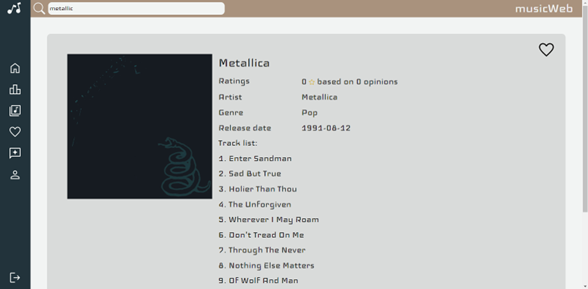 metallic
musicWeb
Metallica
Ratings 0 ☆ based on 0 opinions
Artist Metallica
Genre Pop
Release date 1991-08-12
Track list:
1. Enter Sandman
2. Sad But True
3. Holier Than Thou
4. The Unforgiven
5. Wherever I May Roam
6. Don't Tread On Me
7. Through The Never
8. Nothing Else Matters
9. Of Wolf And Man